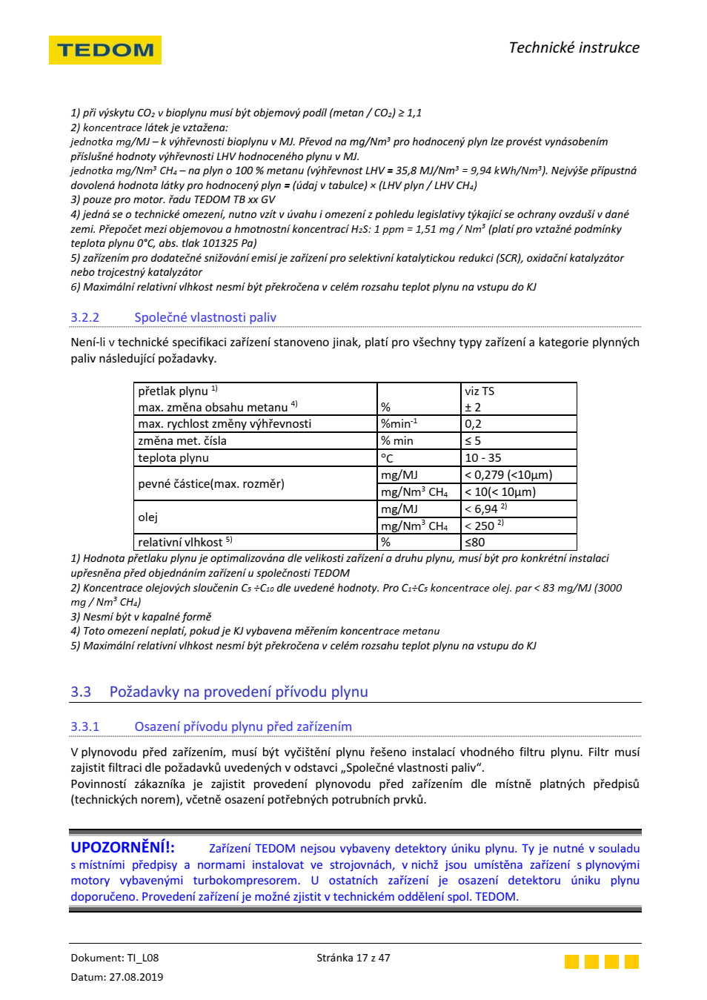 TEDOM
Technické instrukce
1) při výskytu CO₂ v bioplynu musí být objemový podíl (metan / CO₂) ≥ 1,1
2) koncentrace látek je vztažena:
jednotka mg/MJ – k výhřevnosti bioplynu v MJ. Převod na mg/Nm³ pro hodnocený plyn lze provést vynásobením
příslušné hodnoty výhřevnosti LHV hodnoceného plynu v MJ.
jednotka mg/Nm³ CH₄ – na plyn o 100 % metanu (výhřevnost LHV = 35,8 MJ/Nm³ = 9,94 kWh/Nm³). Nejvýše přípustná
dovolená hodnota látky pro hodnocený plyn = (údaj v tabulce) × (LHV plyn / LHV CH₄)
3) pouze pro motor. řadu TEDOM TB xx GV
4) jedná se o technické omezení, nutno vzít v úvahu i omezení z pohledu legislativy týkající se ochrany ovzduší v dané
zemi. Přepočet mezi objemovou a hmotnostní koncentrací H₂S: 1 ppm = 1,51 mg / Nm³ (platí pro vztažné podmínky
teplota plynu 0°C, abs. tlak 101325 Pa)
5) zařízením pro dodatečné snižování emisí je zařízení pro selektivní katalytickou redukci (SCR), oxidační katalyzátor
nebo trojcestný katalyzátor
6) Maximální relativní vlhkost nesmí být překročena v celém rozsahu teplot plynu na vstupu do KJ
3.2.2 Společné vlastnosti paliv
Není-li v technické specifikaci zařízení stanoveno jinak, platí pro všechny typy zařízení a kategorie plynných
paliv následující požadavky.
přetlak plynu ¹⁾ viz TS
max. změna obsahu metanu ⁴⁾ % ± 2
max. rychlost změny výhřevnosti %min⁻¹ 0,2
změna met. čísla % min ≤ 5
teplota plynu °C 10 - 35
pevné částice(max. rozměr) mg/MJ < 0,279 (<10µm)
mg/Nm³ CH₄ < 10(< 10µm)
olej mg/MJ < 6,94 ²⁾
mg/Nm³ CH₄ < 250 ²⁾
relativní vlhkost ⁵⁾ % ≤80
1) Hodnota přetlaku plynu je optimalizována dle velikosti zařízení a druhu plynu, musí být pro konkrétní instalaci
upřesněna před objednáním zařízení u společnosti TEDOM
2) Koncentrace olejových sloučenin C₅ ÷C₁₀ dle uvedené hodnoty. Pro C₁÷C₅ koncentrace olej. par < 83 mg/MJ (3000
mg / Nm³ CH₄)
3) Nesmí být v kapalné formě
4) Toto omezení neplatí, pokud je KJ vybavena měřením koncentrace metanu
5) Maximální relativní vlhkost nesmí být překročena v celém rozsahu teplot plynu na vstupu do KJ
3.3 Požadavky na provedení přívodu plynu
3.3.1 Osazení přívodu plynu před zařízením
V plynovodu před zařízením, musí být vyčištění plynu řešeno instalací vhodného filtru plynu. Filtr musí
zajistit filtraci dle požadavků uvedených v odstavci „Společné vlastnosti paliv“.
Povinností zákazníka je zajistit provedení plynovodu před zařízením dle místně platných předpisů
(technických norem), včetně osazení potřebných potrubních prvků.
UPOZORNĚNÍ!: Zařízení TEDOM nejsou vybaveny detektory úniku plynu. Ty je nutné v souladu
s místními předpisy a normami instalovat ve strojovnách, v nichž jsou umístěna zařízení s plynovými
motory vybavenými turbokompresorem. U ostatních zařízení je osazení detektoru úniku plynu
doporučeno. Provedení zařízení je možné zjistit v technickém oddělení spol. TEDOM.
Dokument: TI_L08 Stránka 17 z 47
Datum: 27.08.2019